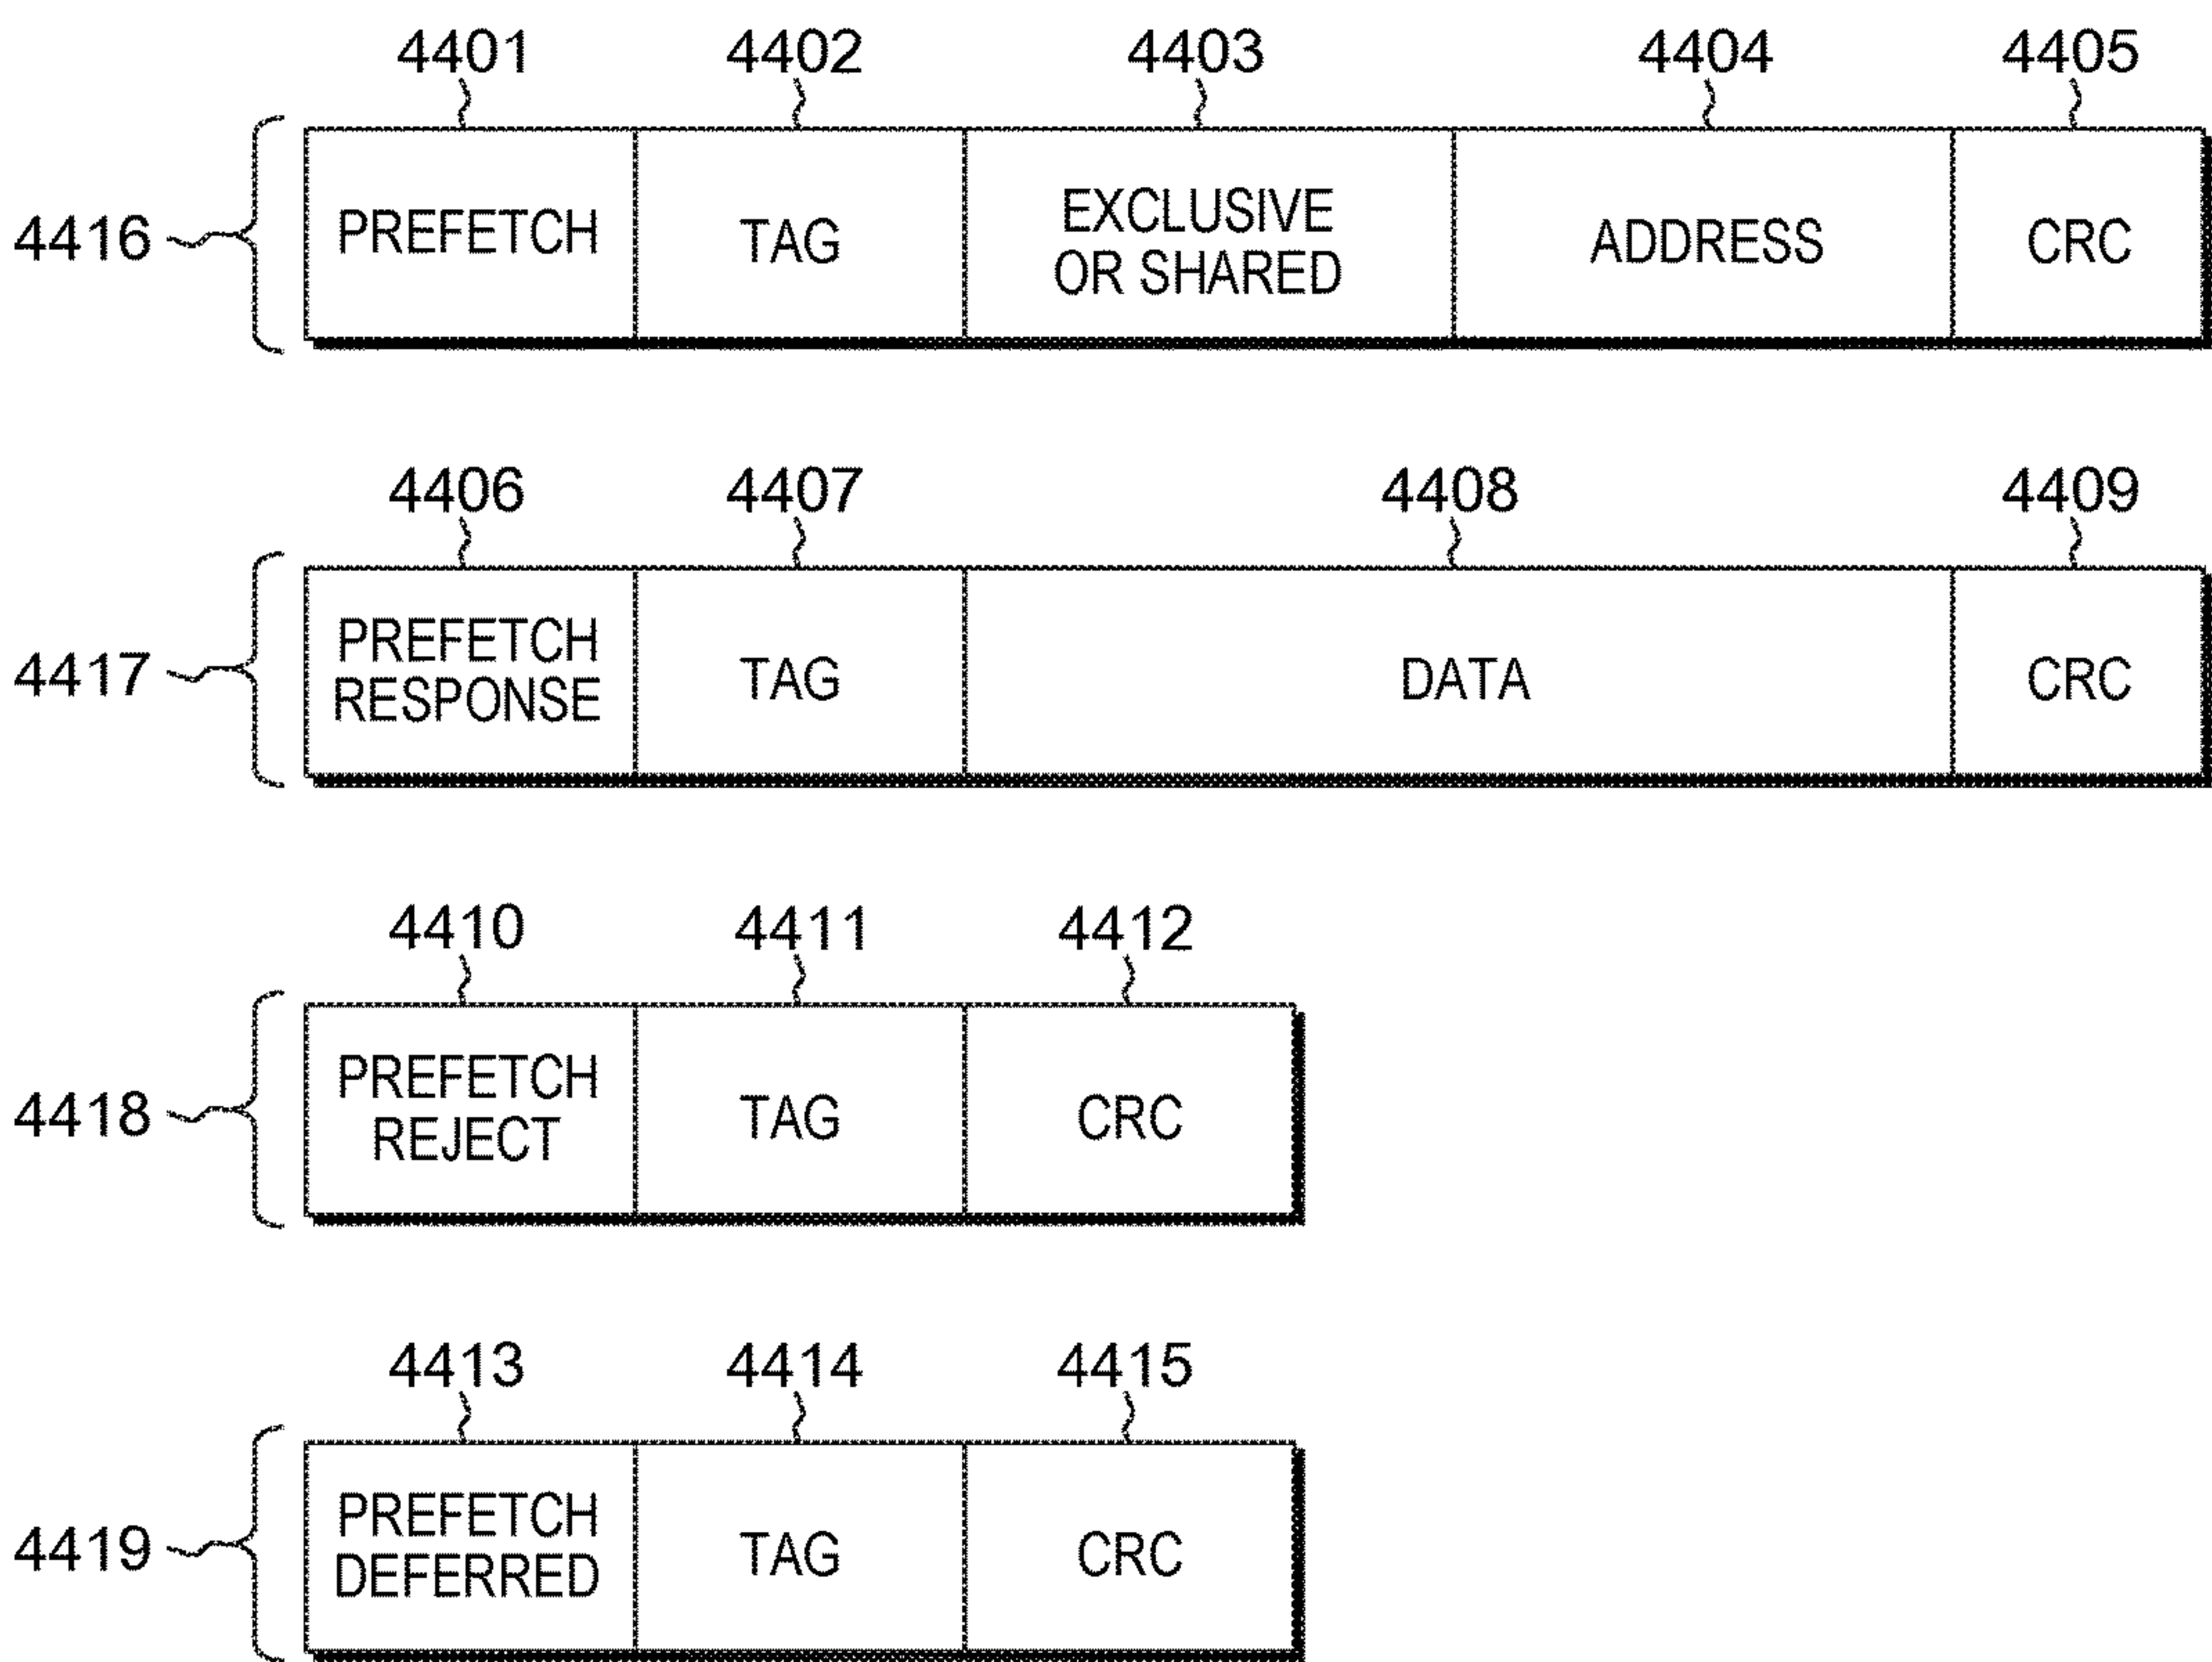 4401 4402 4403 4404 4405
4416
PREFETCH
TAG
EXCLUSIVE
OR SHARED
ADDRESS
CRC
4406 4407 4408 4409
4417
PREFETCH
RESPONSE
TAG
DATA
CRC
4410 4411 4412
4418
PREFETCH
REJECT
TAG
CRC
4413 4414 4415
4419
PREFETCH
DEFERRED
TAG
CRC